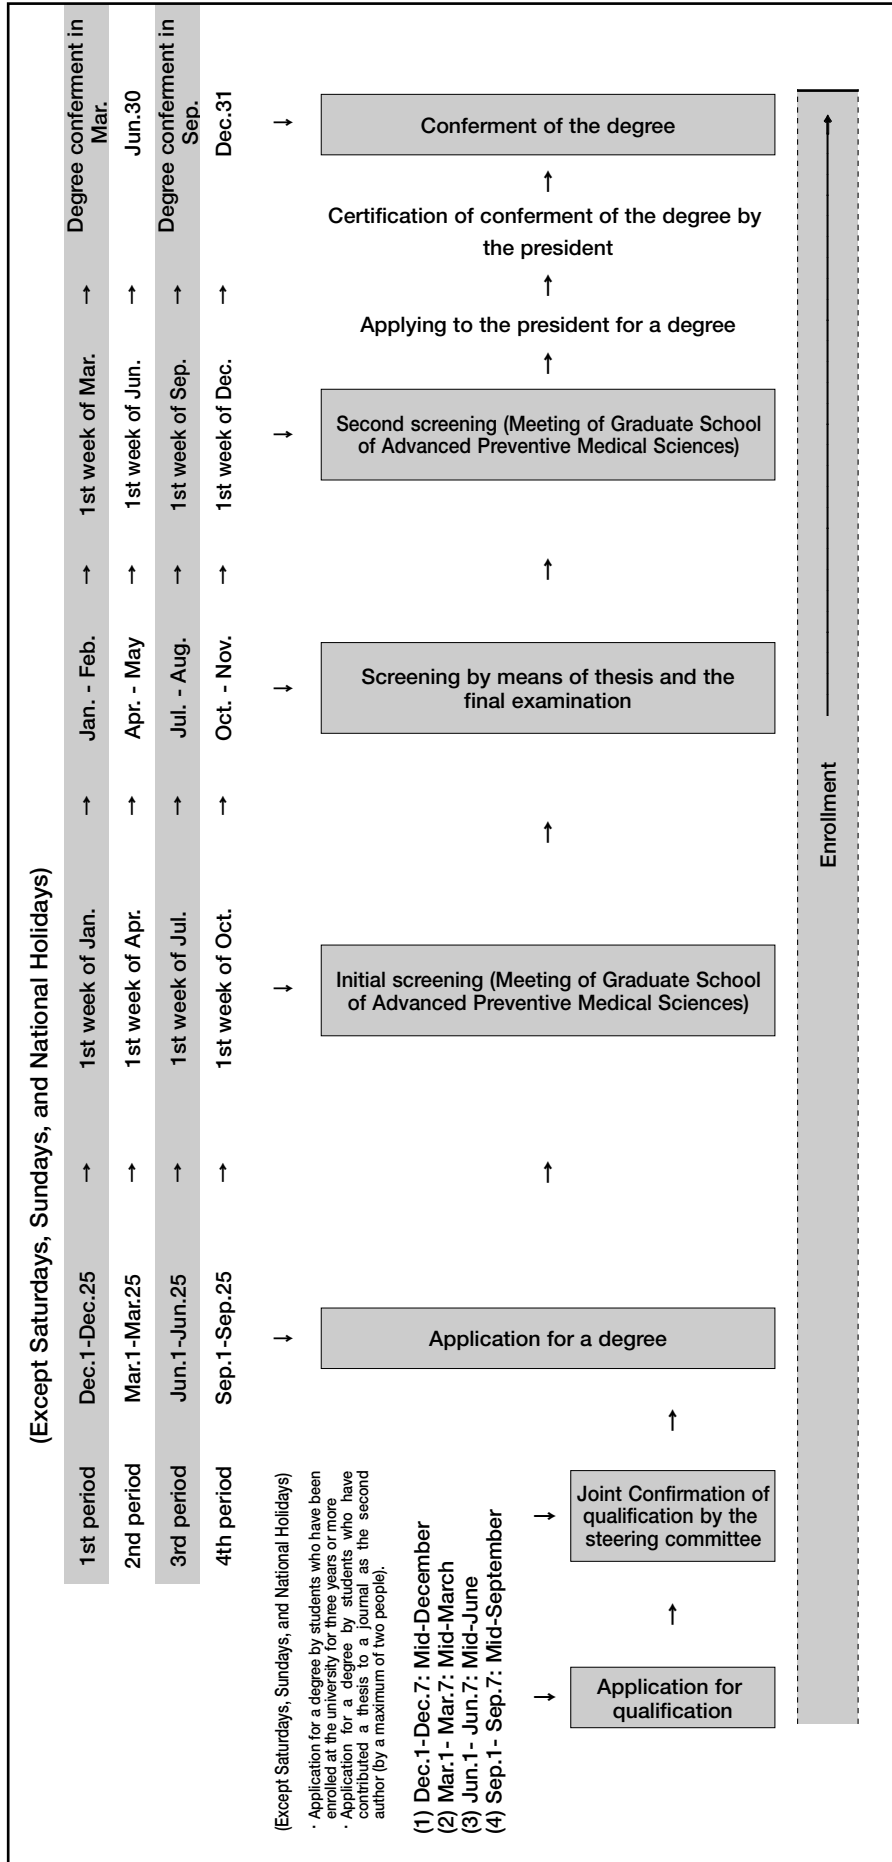 (Except Saturdays, Sundays, and National Holidays)
1st period Dec.1-Dec.25 → 1st week of Jan. → Jan. - Feb. → 1st week of Mar. → Degree conferment in
Mar.
2nd period Mar.1-Mar.25 → 1st week of Apr. → Apr. - May → 1st week of Jun. → Jun.30
3rd period Jun.1-Jun.25 → 1st week of Jul. → Jul. - Aug. → 1st week of Sep. → Degree conferment in
Sep.
4th period Sep.1-Sep.25 → 1st week of Oct. → Oct. - Nov. → 1st week of Dec. → Dec.31
(Except Saturdays, Sundays, and National Holidays)
・Application for a degree by students who have been
enrolled at the university for three years or more
・Application for a degree by students who have
contributed a thesis to a journal as the second
author (by a maximum of two people).
(1) Dec.1-Dec.7: Mid-December
(2) Mar.1- Mar.7: Mid-March
(3) Jun.1- Jun.7: Mid-June
(4) Sep.1- Sep.7: Mid-September
Application for
qualification
Joint Confirmation of
qualification by the
steering committee
Application for a degree
Initial screening (Meeting of Graduate School
of Advanced Preventive Medical Sciences)
Screening by means of thesis and the
final examination
Second screening (Meeting of Graduate School
of Advanced Preventive Medical Sciences)
Applying to the president for a degree
Certification of conferment of the degree by
the president
Conferment of the degree
Enrollment